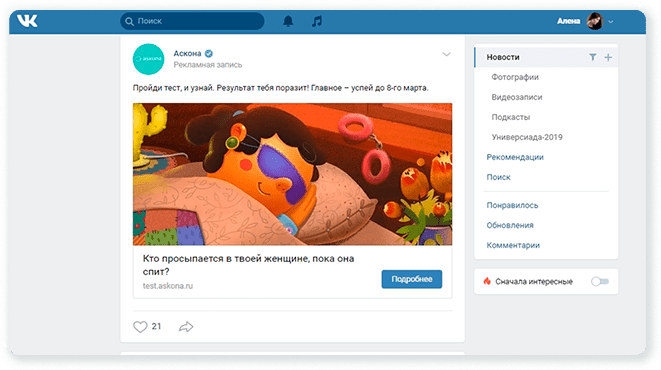 Поиск
Алена
Аскона
Рекламная запись
Пройди тест, и узнай. Результат тебя поразит! Главное – успей до 8-го марта.
Кто просыпается в твоей женщине, пока она
спит?
test.askona.ru
Подробнее
21
Новости
Фотографии
Видеозаписи
Подкасты
Универсиада-2019
Рекомендации
Поиск
Понравилось
Обновления
Комментарии
Сначала интересные